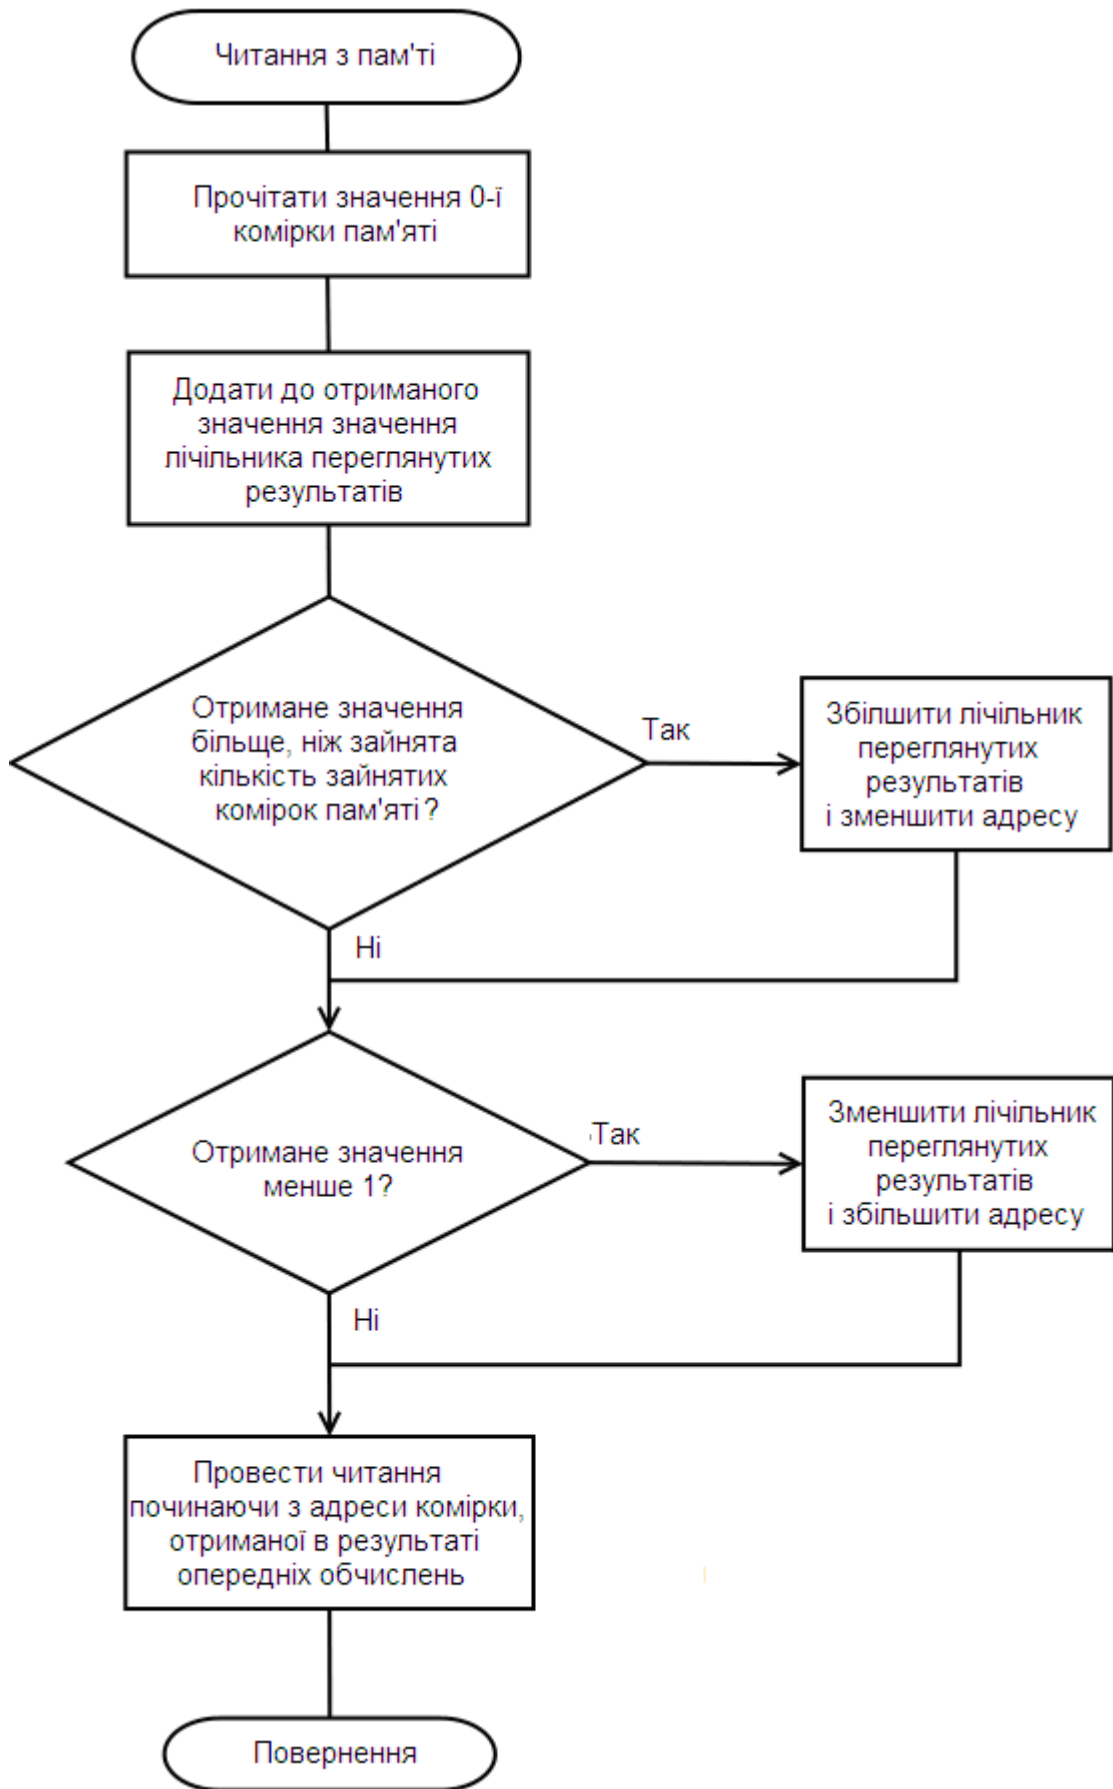 Читання з пам'ті
Прочітати значення 0-ї
комірки пам'яті
Додати до отриманого
значення значення
лічільника переглянутих
результатів
Отримане значення
більще, ніж зайнята
кількість зайнятих
комірок пам'яті?
Так
Збілшити лічільник
переглянутих
результатів
і зменшити адресу
Ні
Отримане значення
менше 1?
Так
Зменшити лічільник
переглянутих
результатів
і збільшити адресу
Ні
Провести читання
починаючи з адреси комірки,
отриманої в результаті
опередніх обчислень
Повернення